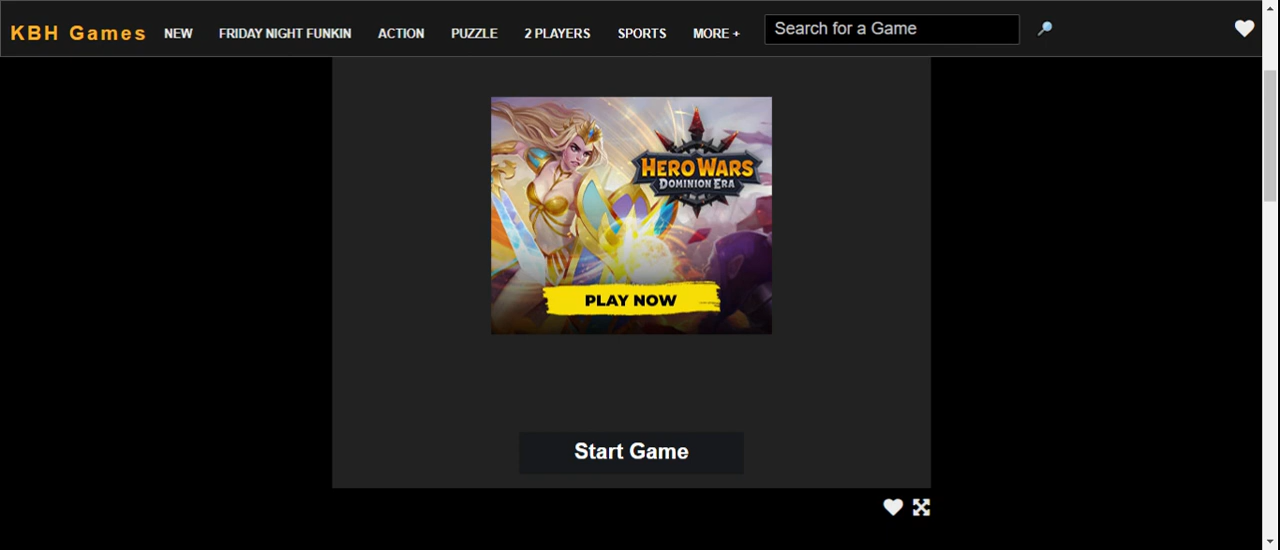 KBH Games NEW FRIDAY NIGHT FUNKIN ACTION PUZZLE 2 PLAYERS SPORTS MORE + Search for a Game
HERO WARS
DOMINION ERA
PLAY NOW
Start Game